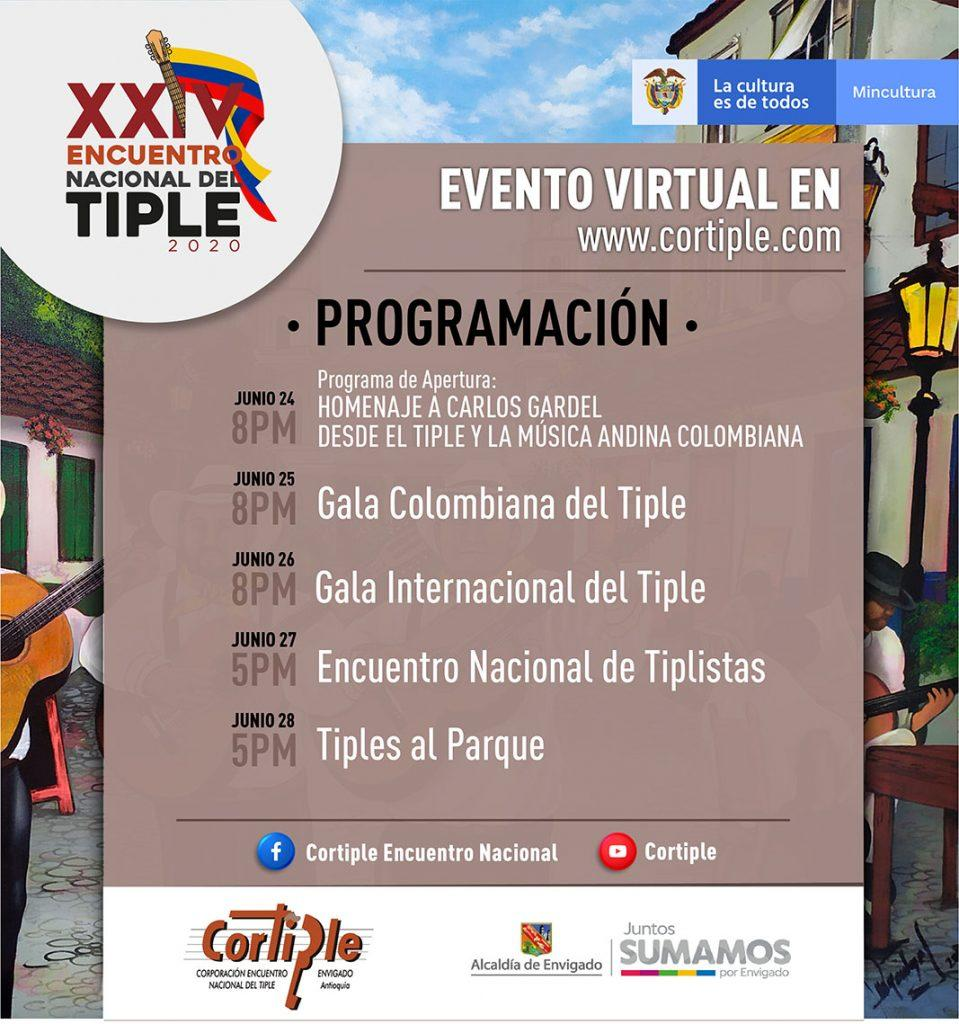 XXIV
ENCUENTRO
NACIONAL DEL
TIPLE
2020
La cultura
es de todos
Mincultura
EVENTO VIRTUAL EN
www.cortiple.com
• PROGRAMACIÓN •
JUNIO 24
8PM
Programa de Apertura:
HOMENAJE A CARLOS GARDEL
DESDE EL TIPLE Y LA MÚSICA ANDINA COLOMBIANA
JUNIO 25
8PM
Gala Colombiana del Tiple
JUNIO 26
8PM
Gala Internacional del Tiple
JUNIO 27
5PM
Encuentro Nacional de Tiplistas
JUNIO 28
5PM
Tiples al Parque
Cortiple Encuentro Nacional
Cortiple
CorTiple
CORPORACIÓN ENCUENTRO
NACIONAL DEL TIPLE
ENVIGADO
Antioquia
Alcaldía de Envigado
Juntos
SUMAMOS
por Envigado